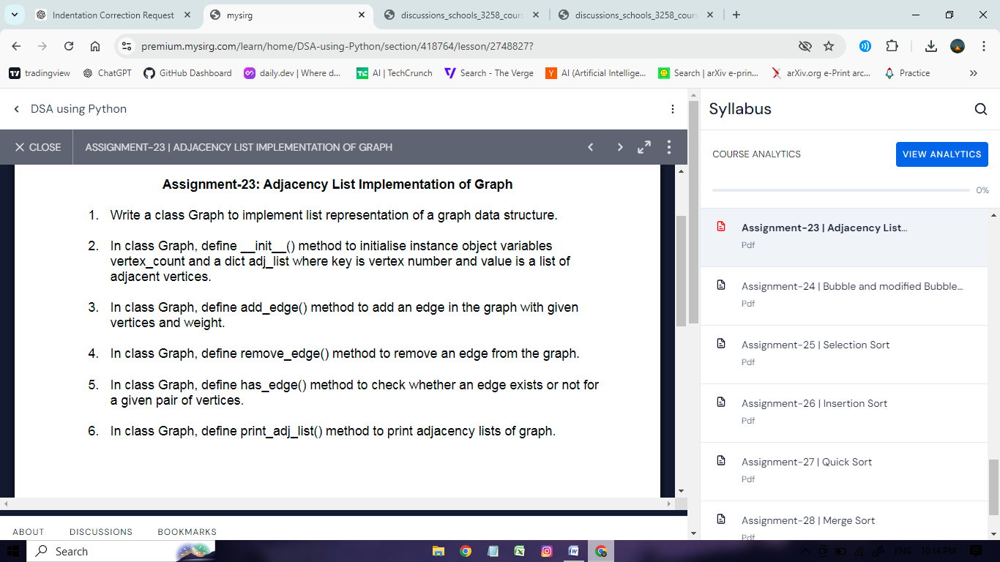 Indentation Correction Request
mysirg
discussions_schools_3258_cours
discussions_schools_3258_cours
premium.mysirg.com/learn/home/DSA-using-Python/section/418764/lesson/2748827?
tradingview
ChatGPT
GitHub Dashboard
daily.dev | Where d...
AI | TechCrunch
Search - The Verge
AI (Artificial Intellige...
Search | arXiv e-prin...
arXiv.org e-Print arc...
Practice
DSA using Python
CLOSE
ASSIGNMENT-23 | ADJACENCY LIST IMPLEMENTATION OF GRAPH
Assignment-23: Adjacency List Implementation of Graph
1. Write a class Graph to implement list representation of a graph data structure.
2. In class Graph, define __init__() method to initialise instance object variables
vertex_count and a dict adj_list where key is vertex number and value is a list of
adjacent vertices.
3. In class Graph, define add_edge() method to add an edge in the graph with given
vertices and weight.
4. In class Graph, define remove_edge() method to remove an edge from the graph.
5. In class Graph, define has_edge() method to check whether an edge exists or not for
a given pair of vertices.
6. In class Graph, define print_adj_list() method to print adjacency lists of graph.
ABOUT
DISCUSSIONS
BOOKMARKS
Syllabus
COURSE ANALYTICS
VIEW ANALYTICS
0%
Assignment-23 | Adjacency List...
Pdf
Assignment-24 | Bubble and modified Bubble...
Pdf
Assignment-25 | Selection Sort
Pdf
Assignment-26 | Insertion Sort
Pdf
Assignment-27 | Quick Sort
Pdf
Assignment-28 | Merge Sort
Pdf
Search
ENG
10:14 PM